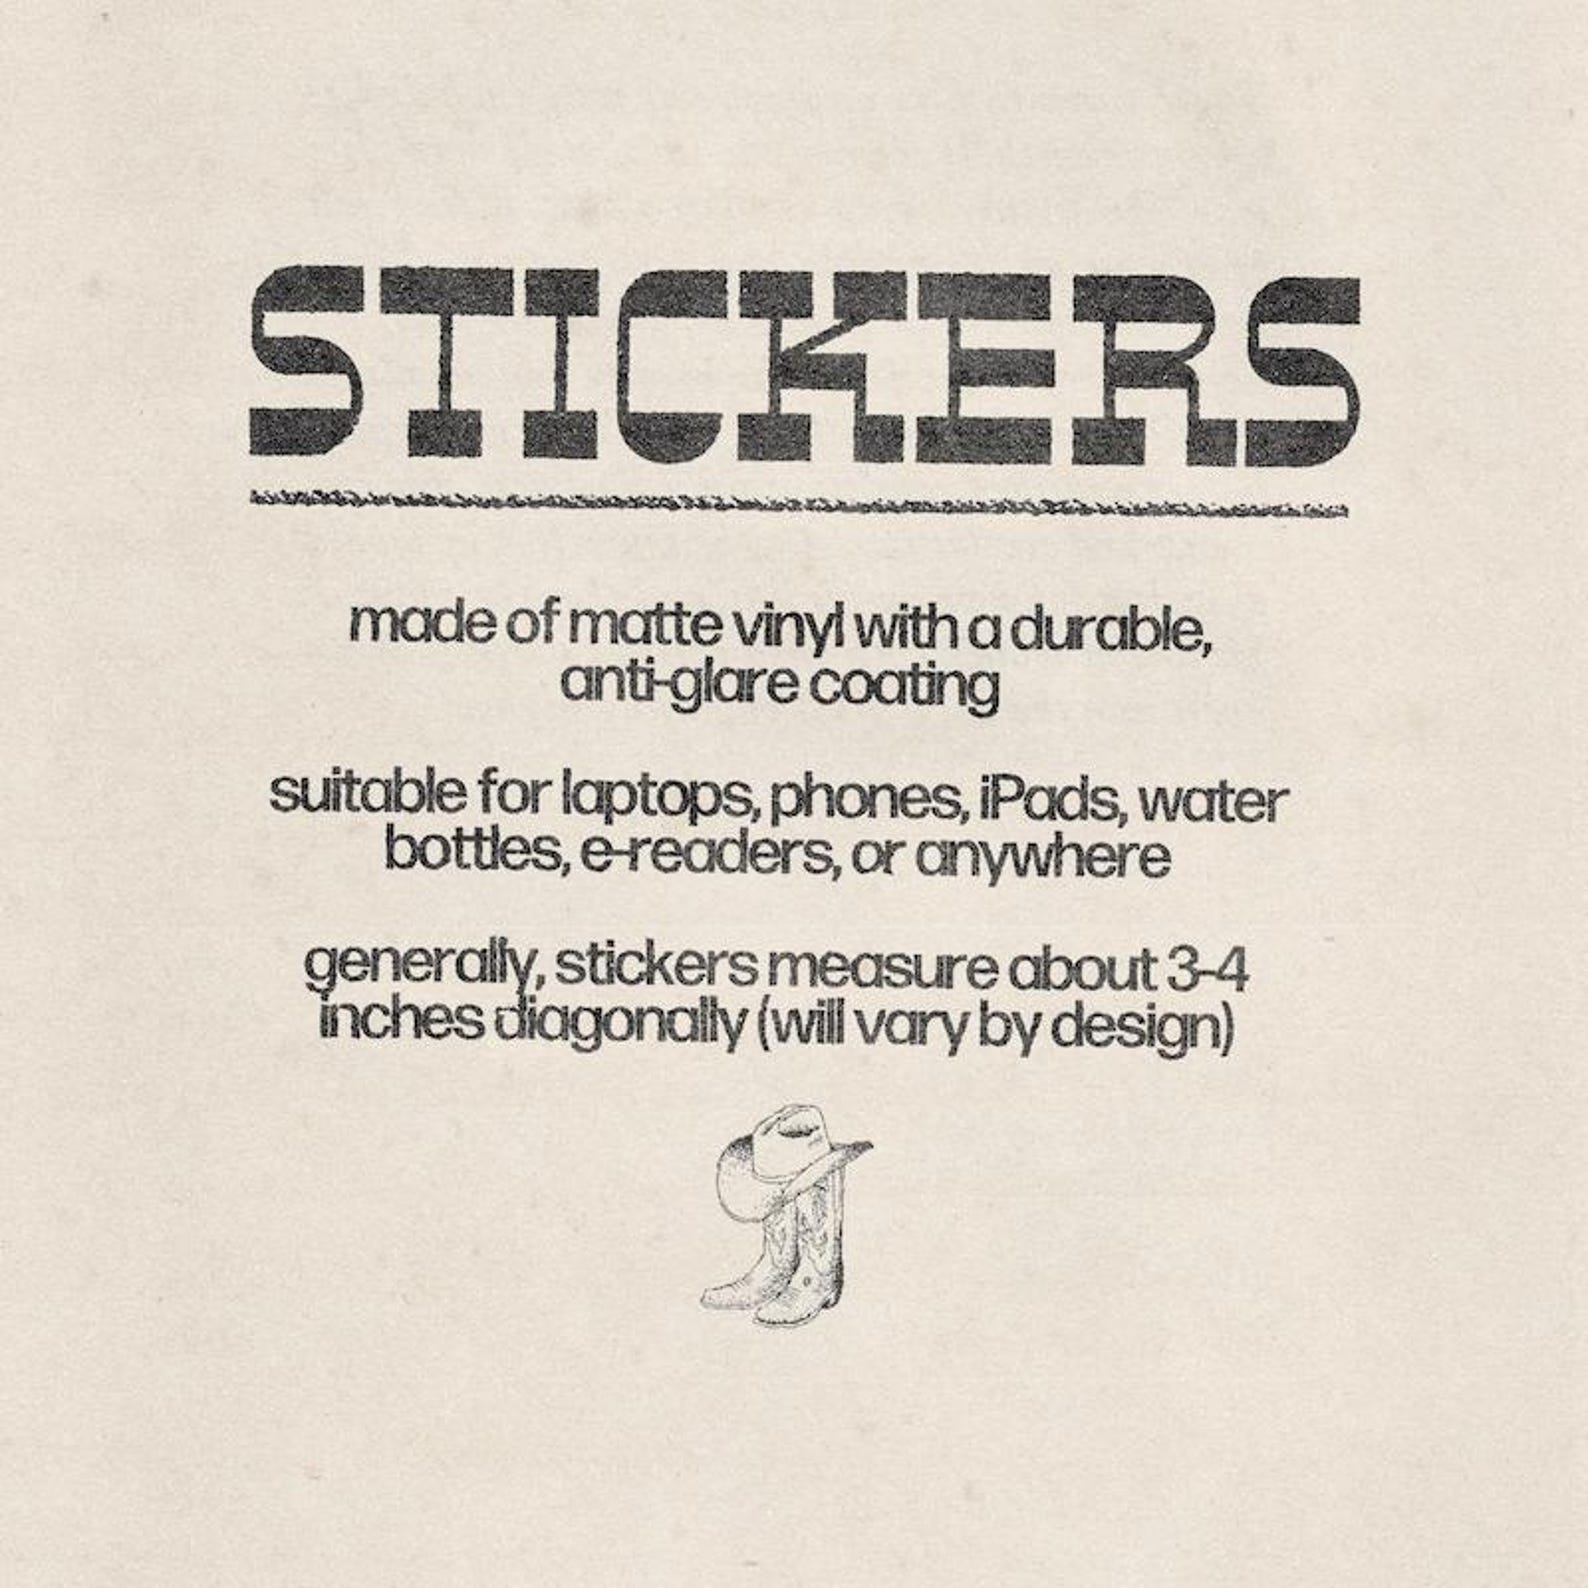 STICKERS
made of matte vinyl with a durable,
anti-glare coating
suitable for laptops, phones, iPads, water
bottles, e-readers, or anywhere
generally, stickers measure about 3-4
inches diagonally (will vary by design)